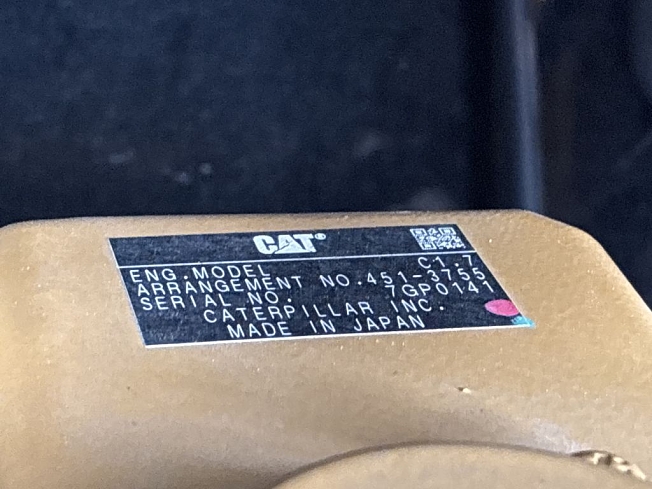 CAT®
ENG.MODEL C1.7
ARRANGEMENT NO.451-3755
SERIAL NO. 7GP0141
CATERPILLAR INC.
MADE IN JAPAN